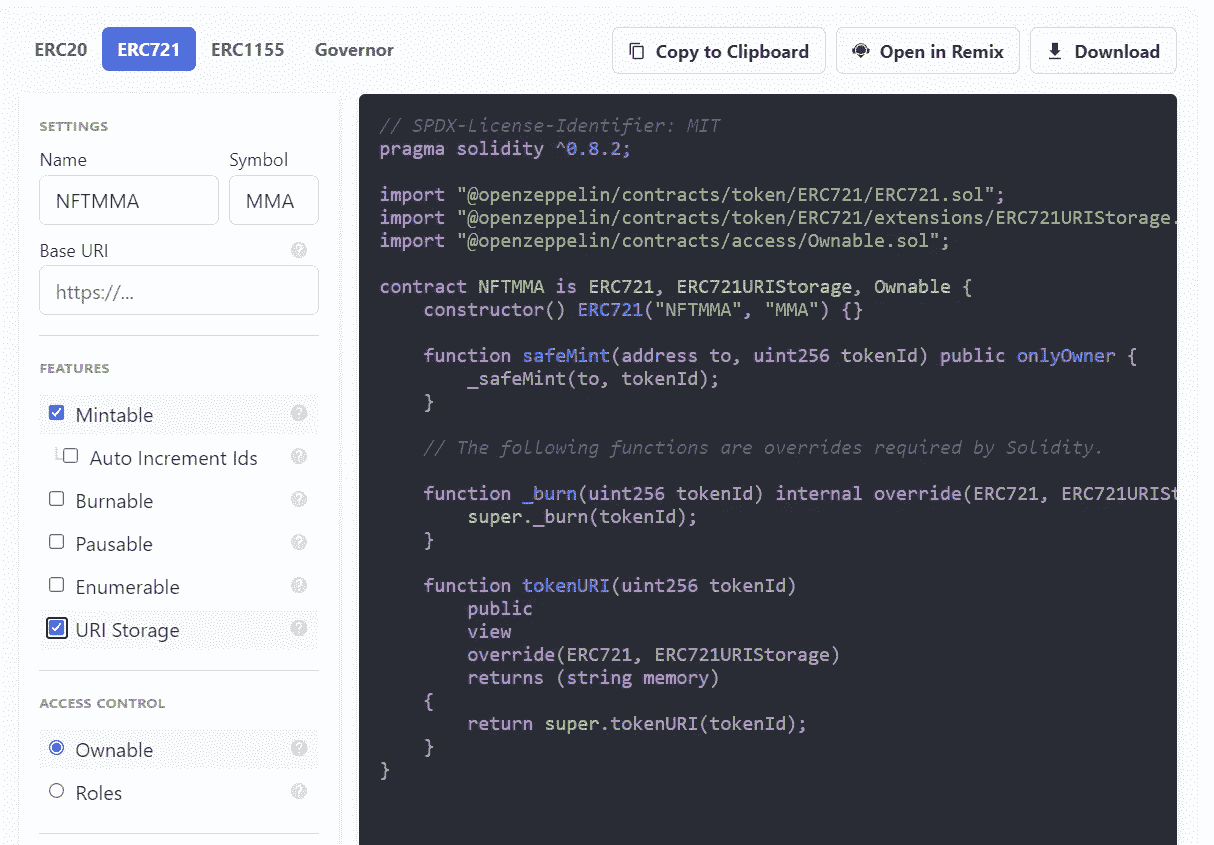 ERC20 ERC721 ERC1155 Governor Copy to Clipboard Open in Remix Download
SETTINGS
Name Symbol
NFTMMA MMA
Base URI
https://...
FEATURES
Mintable
Auto Increment Ids
Burnable
Pausable
Enumerable
URI Storage
ACCESS CONTROL
Ownable
Roles
// SPDX-License-Identifier: MIT
pragma solidity ^0.8.2;
import "@openzeppelin/contracts/token/ERC721/ERC721.sol";
import "@openzeppelin/contracts/token/ERC721/extensions/ERC721URIStorage.
import "@openzeppelin/contracts/access/Ownable.sol";
contract NFTMMA is ERC721, ERC721URIStorage, Ownable {
constructor() ERC721("NFTMMA", "MMA") {}
function safeMint(address to, uint256 tokenId) public onlyOwner {
_safeMint(to, tokenId);
}
// The following functions are overrides required by Solidity.
function _burn(uint256 tokenId) internal override(ERC721, ERC721URISt
super._burn(tokenId);
}
function tokenURI(uint256 tokenId)
public
view
override(ERC721, ERC721URIStorage)
returns (string memory)
{
return super.tokenURI(tokenId);
}
}